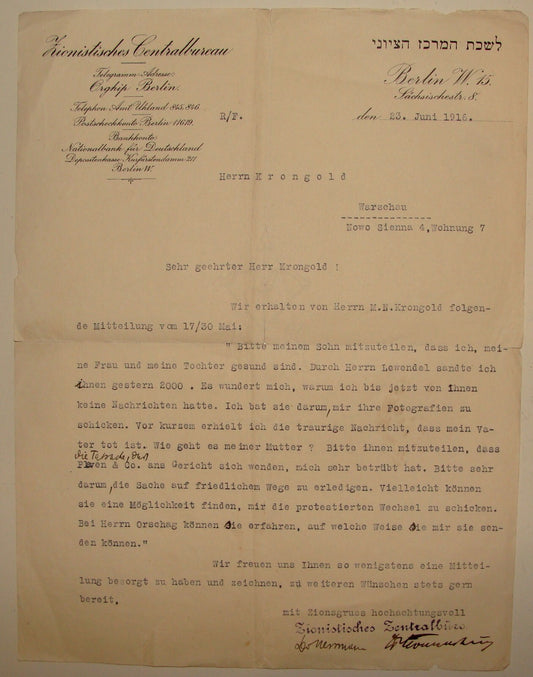 Zionistisches Centralbureau
לשכת המרכז הציוני
Telegramm-Adresse:
Orghip Berlin.
Telephon: Amt Uhland 845, 846
Postscheckkonto: Berlin 11679.
Bankkonto:
Nationalbank für Deutschland
Depositenkasse: Kurfürstendamm 211
Berlin W.
Berlin W. 15.
Sächsischestr. 8.
R/F.
den 23. Juni 1916.
Herrn Krongold
Warschau
Nowo Sienna 4, Wohnung 7
Sehr geehrter Herr Krongold !
Wir erhalten von Herrn M.N.Krongold folgen-
de Mitteilung vom 17/30 Mai:
" Bitte meinem Sohn mitzuteilen, dass ich, mei-
ne Frau und meine Tochter gesund sind. Durch Herrn Lewendel sandte ich
ihnen gestern 2000 . Es wundert mich, warum ich bis jetzt von ihnen
keine Nachrichten hatte. Ich bat sie darum, mir ihre Fotografien zu
schicken. Vor kurzem erhielt ich die traurige Nachricht, dass mein Va-
ter tot ist. Wie geht es meiner Mutter ? Bitte ihnen mitzuteilen, dass
die Tatsache, dass
& Co. ans Gericht sich wenden, mich sehr betrübt hat. Bitte sehr
darum, die Sache auf friedlichem Wege zu erledigen. Vielleicht können
sie eine Möglichkeit finden, mir die protestierten Wechsel zu schicken.
Bei Herrn Orschag können sie erfahren, auf welche Weise sie mir sie sen-
den können."
Wir freuen uns Ihnen so wenigstens eine Mittei-
lung besorgt zu haben und zeichnen, zu weiteren Wünschen stets gern
bereit,
mit Zionsgruss hochachtungsvoll
Zionistisches Zentralbüro